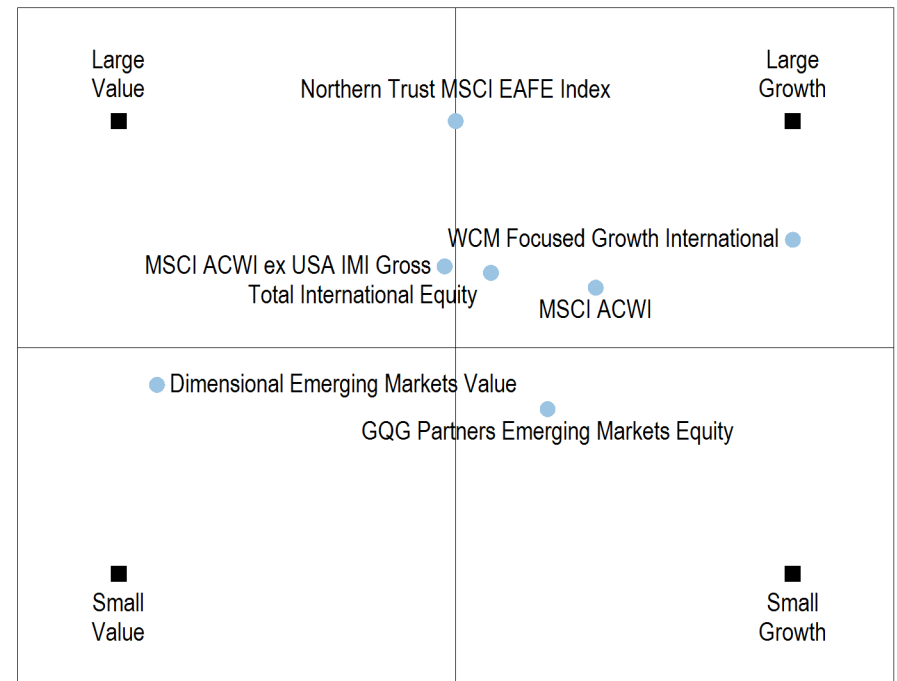 Large
Value
Large
Growth
Northern Trust MSCI EAFE Index
WCM Focused Growth International
MSCI ACWI ex USA IMI Gross
Total International Equity
MSCI ACWI
Dimensional Emerging Markets Value
GQG Partners Emerging Markets Equity
Small
Value
Small
Growth